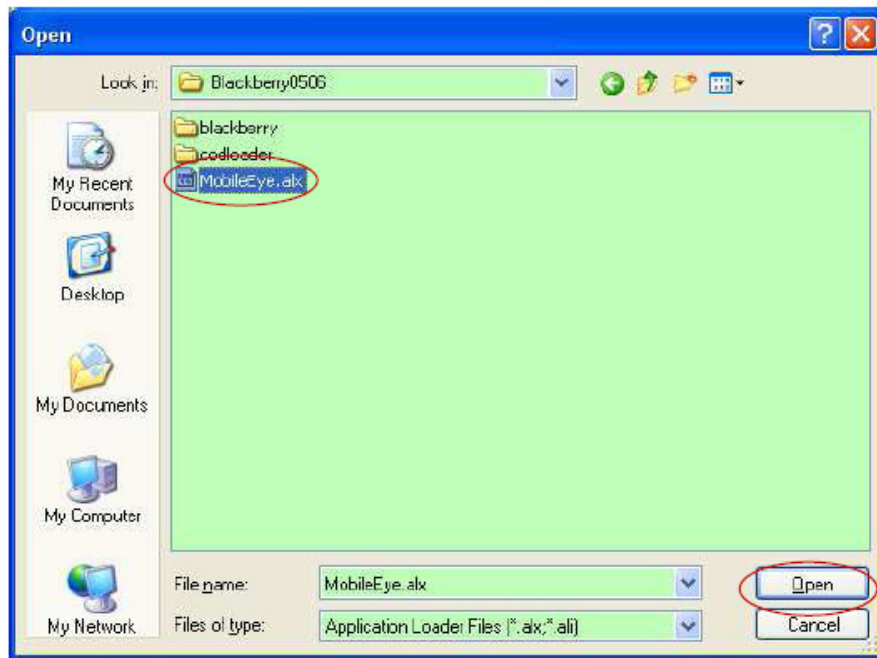 Open
Look in:
Blackberry0506
blackberry
codloader
MobileEye.alx
My Recent
Documents
Desktop
My Documents
My Computer
My Network
File name:
MobileEye.alx
Open
Files of type:
Application Loader Files (*.alx;*.ali)
Cancel